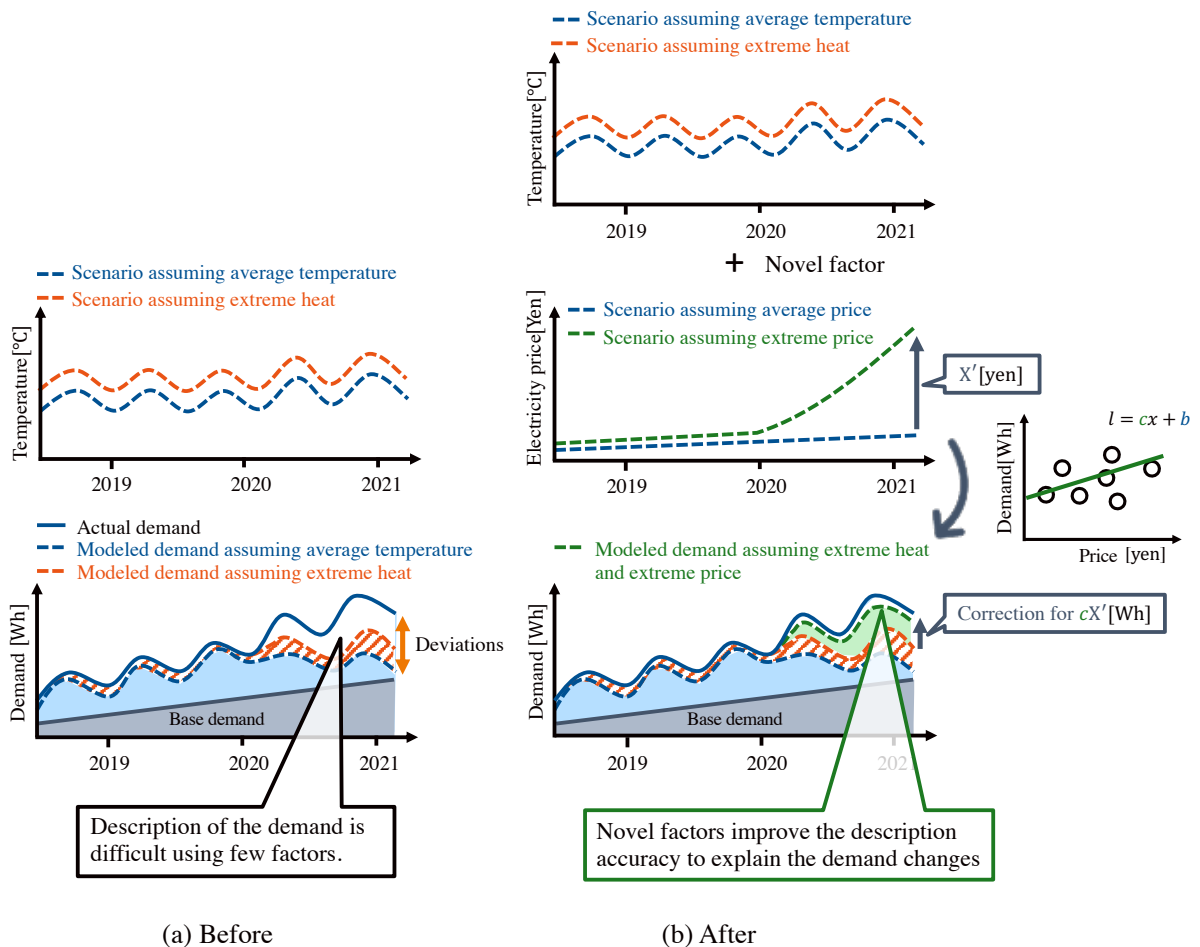 Scenario assuming average temperature
Scenario assuming extreme heat
Temperature[℃]
2019
2020
2021
Scenario assuming average temperature
Scenario assuming extreme heat
Temperature[℃]
2019
2020
2021
+ Novel factor
Scenario assuming average price
Scenario assuming extreme price
Electricity price[Yen]
X′[yen]
2019
2020
2021
l = cx + b
Demand[Wh]
Price [yen]
Actual demand
Modeled demand assuming average temperature
Modeled demand assuming extreme heat
Demand [Wh]
Deviations
Base demand
2019
2020
2021
Description of the demand is
difficult using few factors.
Modeled demand assuming extreme heat
and extreme price
Demand [Wh]
Correction for cX′[Wh]
Base demand
2019
2020
2021
Novel factors improve the description
accuracy to explain the demand changes
(a) Before
(b) After